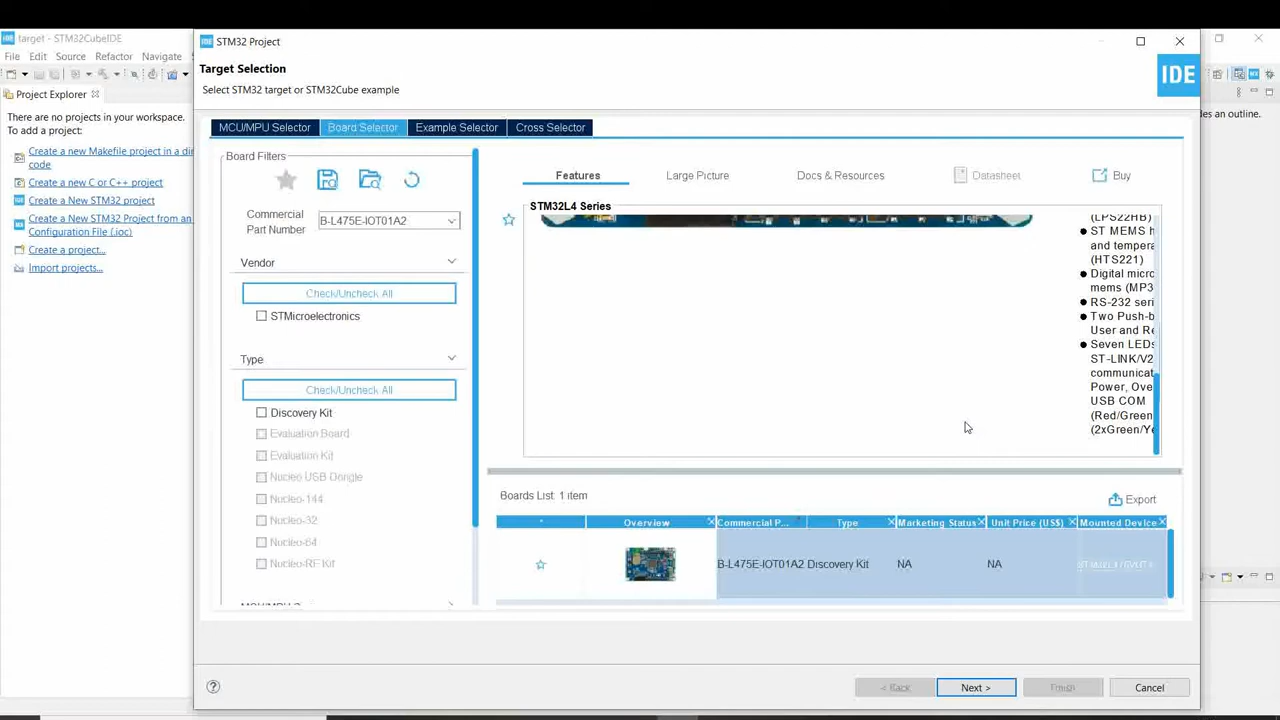 IDE target - STM32CubeIDE
File Edit Source Refactor Navigate
Project Explorer
There are no projects in your workspace.
To add a project:
Create a new Makefile project in a dir
code
Create a new C or C++ project
Create a New STM32 project
Create a New STM32 Project from an
Configuration File (.ioc)
Create a project...
Import projects...
IDE STM32 Project
Target Selection
Select STM32 target or STM32Cube example
IDE
MCU/MPU Selector Board Selector Example Selector Cross Selector
Board Filters
Commercial
Part Number
B-L475E-IOT01A2
Vendor
Check/Uncheck All
STMicroelectronics
Type
Check/Uncheck All
Discovery Kit
Evaluation Board
Evaluation Kit
Nucleo USB Dongle
Nucleo-144
Nucleo-32
Nucleo-64
Nucleo-RF Kit
Features Large Picture Docs & Resources Datasheet Buy
STM32L4 Series
(LPS22HB)
ST MEMS h
and tempera
(HTS221)
Digital micro
mems (MP3
RS-232 seri
Two Push-b
User and Re
Seven LEDs
ST-LINK/V2
communicat
Power, Ove
USB COM
(Red/Green
(2xGreen/Ye
Boards List: 1 item
Export
* Overview Commercial P... Type Marketing Status Unit Price (US$) Mounted Device
B-L475E-IOT01A2 Discovery Kit NA NA
es an outline.
? < Back Next > Finish Cancel